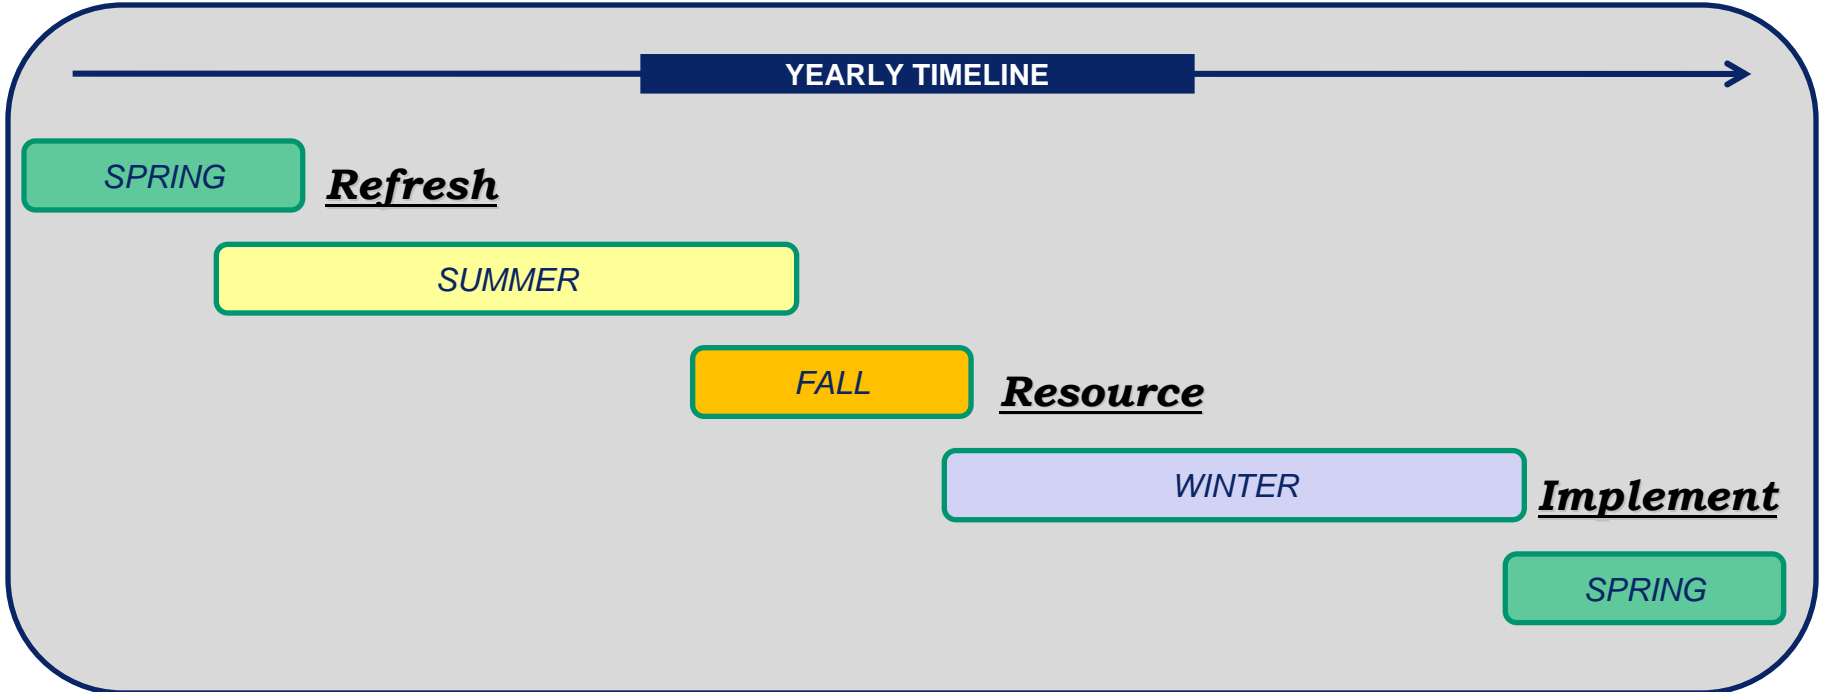 YEARLY TIMELINE
SPRING
Refresh
SUMMER
FALL
Resource
WINTER
Implement
SPRING